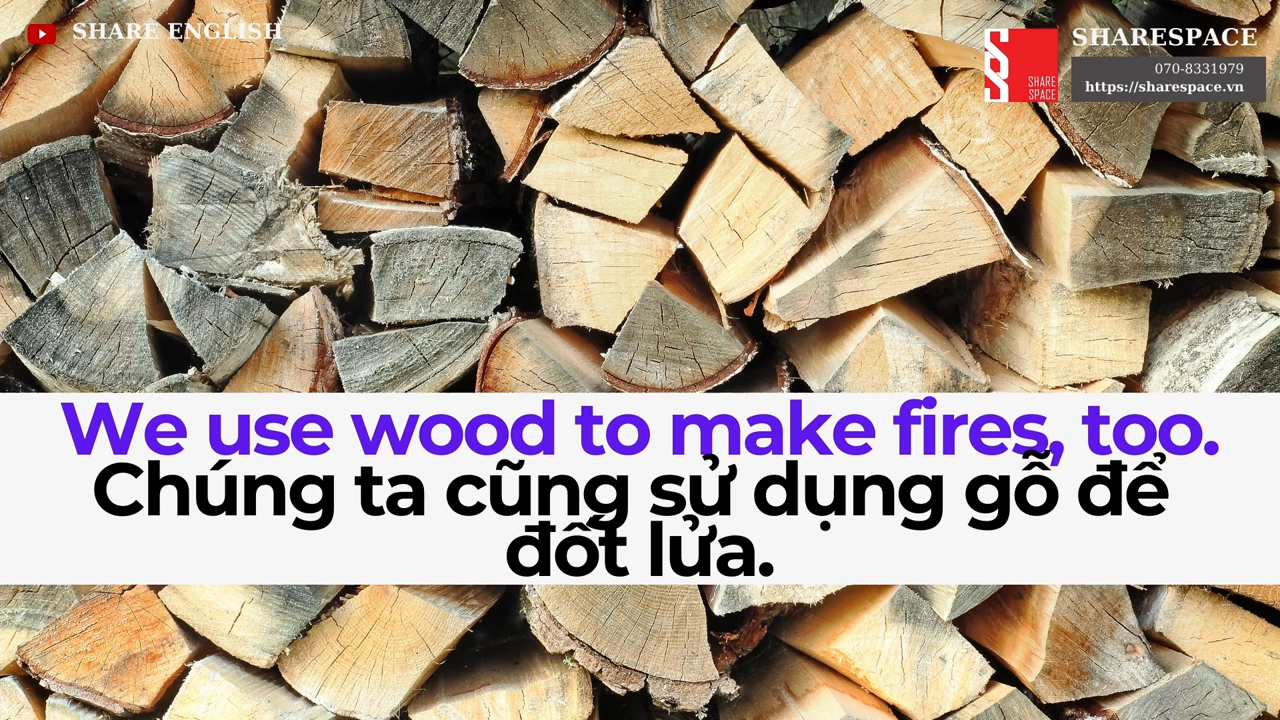 SHARE ENGLISH
SHARESPACE
070-8331979
https://sharespace.vn
SHARE
SPACE
We use wood to make fires, too.
Chúng ta cũng sử dụng gỗ để
đốt lửa.